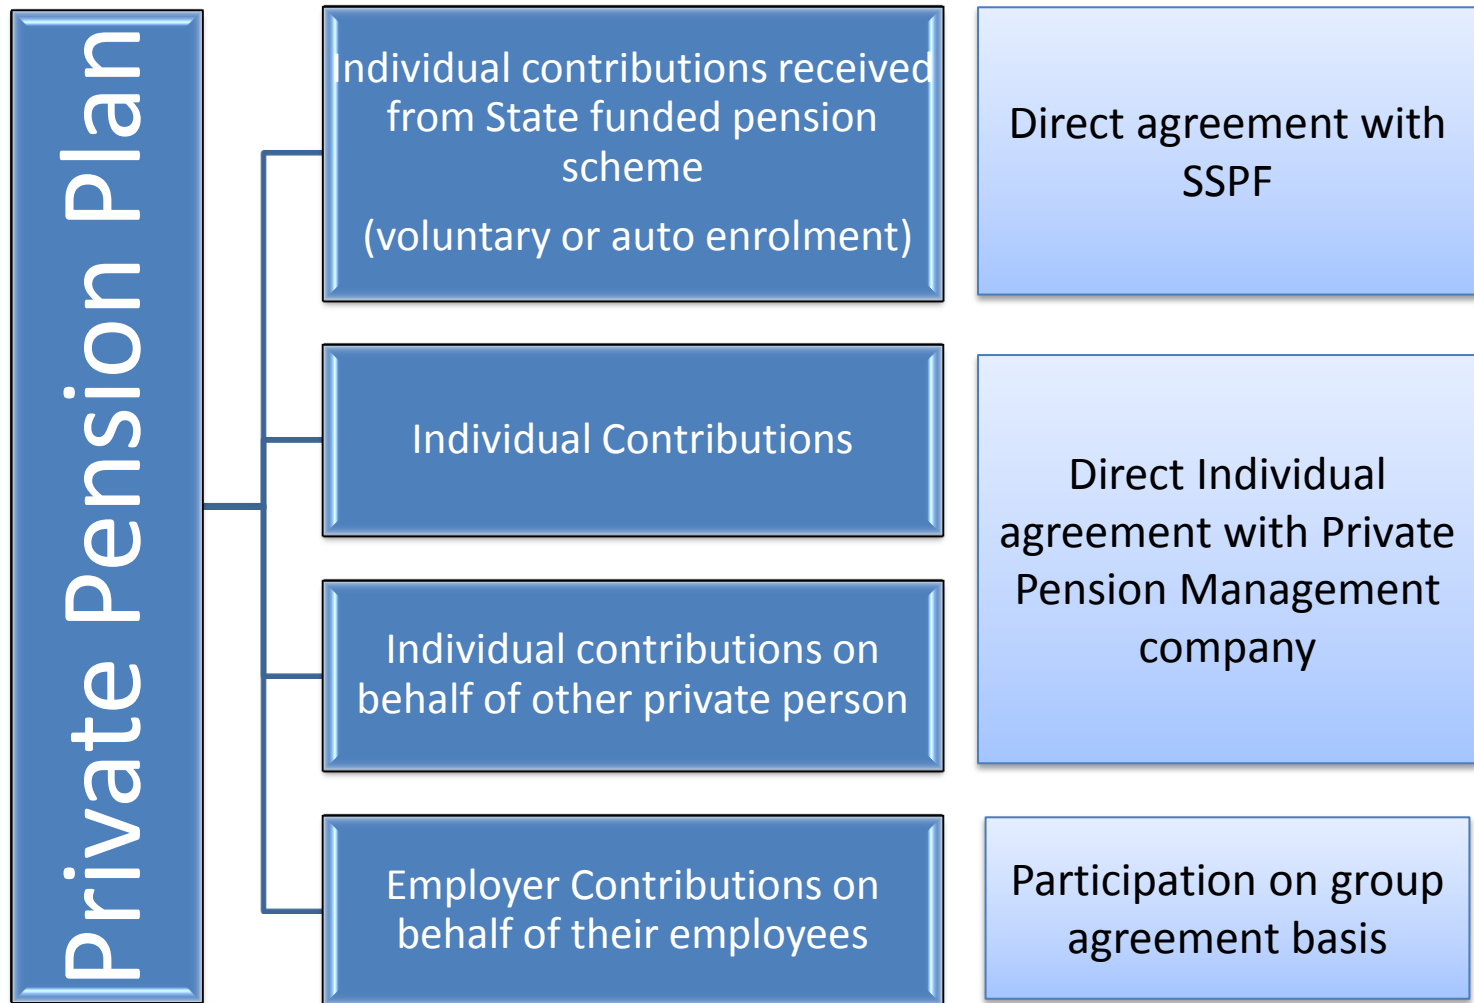 Private Pension Plan
Individual contributions received
from State funded pension
scheme
(voluntary or auto enrolment)
Direct agreement with
SSPF
Individual Contributions
Individual contributions on
behalf of other private person
Direct Individual
agreement with Private
Pension Management
company
Employer Contributions on
behalf of their employees
Participation on group
agreement basis